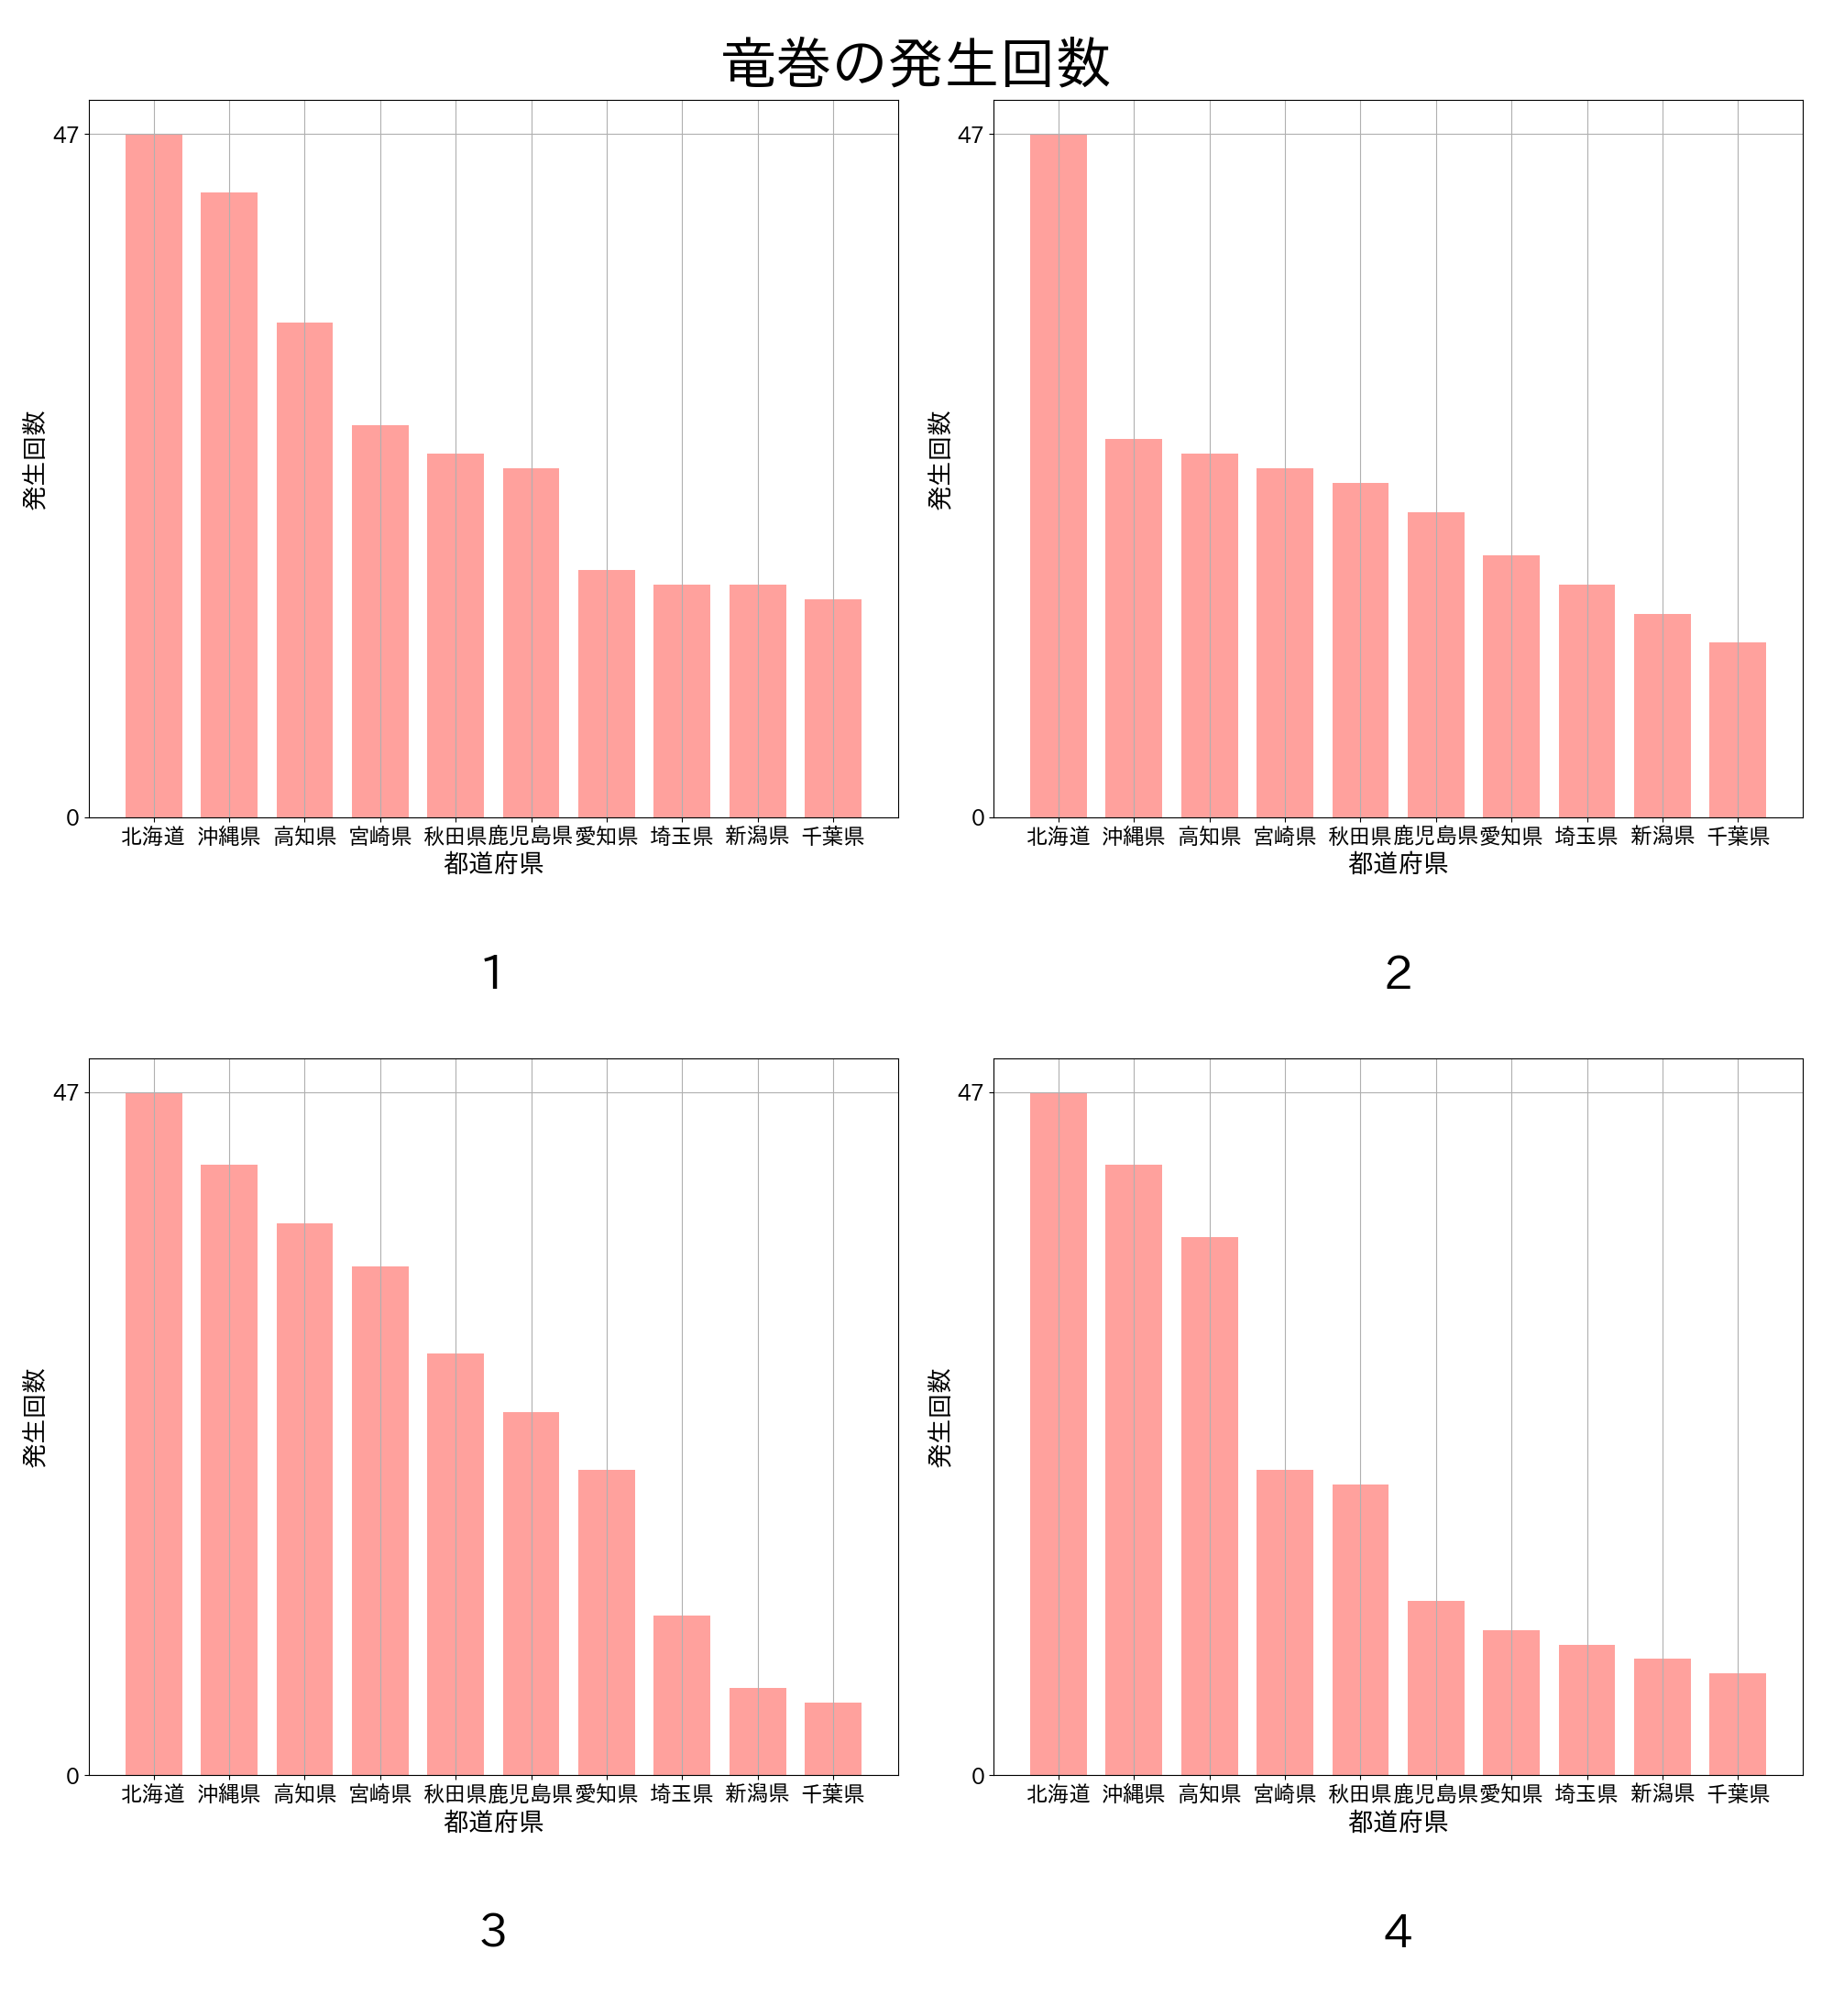 竜巻の発生回数
47
0
発生回数
北海道 沖縄県 高知県 宮崎県 秋田県 鹿児島県 愛知県 埼玉県 新潟県 千葉県
都道府県
1
47
0
発生回数
北海道 沖縄県 高知県 宮崎県 秋田県 鹿児島県 愛知県 埼玉県 新潟県 千葉県
都道府県
2
47
0
発生回数
北海道 沖縄県 高知県 宮崎県 秋田県 鹿児島県 愛知県 埼玉県 新潟県 千葉県
都道府県
3
47
0
発生回数
北海道 沖縄県 高知県 宮崎県 秋田県 鹿児島県 愛知県 埼玉県 新潟県 千葉県
都道府県
4